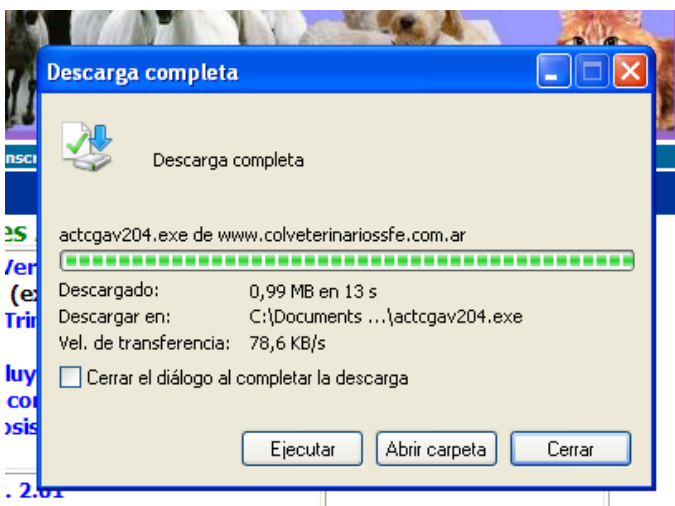 Descarga completa
Descarga completa
actcgav204.exe de www.colveterinariossfe.com.ar
Descargado: 0,99 MB en 13 s
Descargar en: C:\Documents ...\actcgav204.exe
Vel. de transferencia: 78,6 KB/s
Cerrar el diálogo al completar la descarga
Ejecutar Abrir carpeta Cerrar